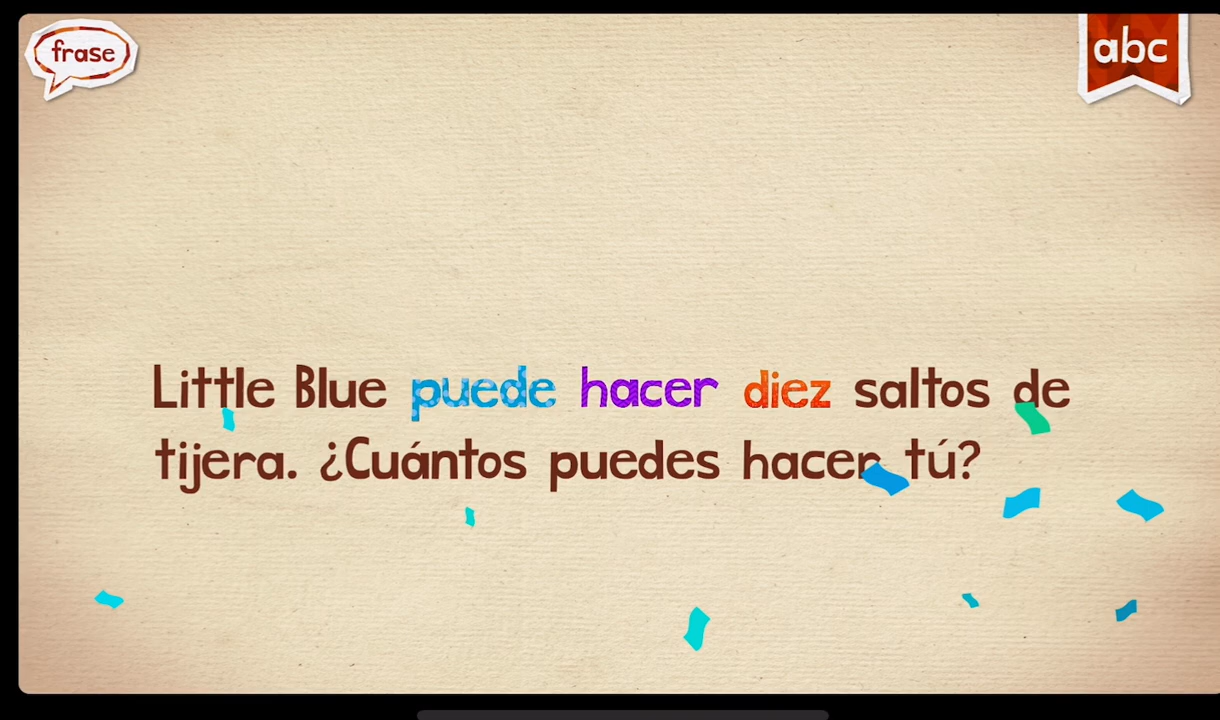 frase
abc
Little Blue puede hacer diez saltos de
tijera. ¿Cuántos puedes hacer tú?